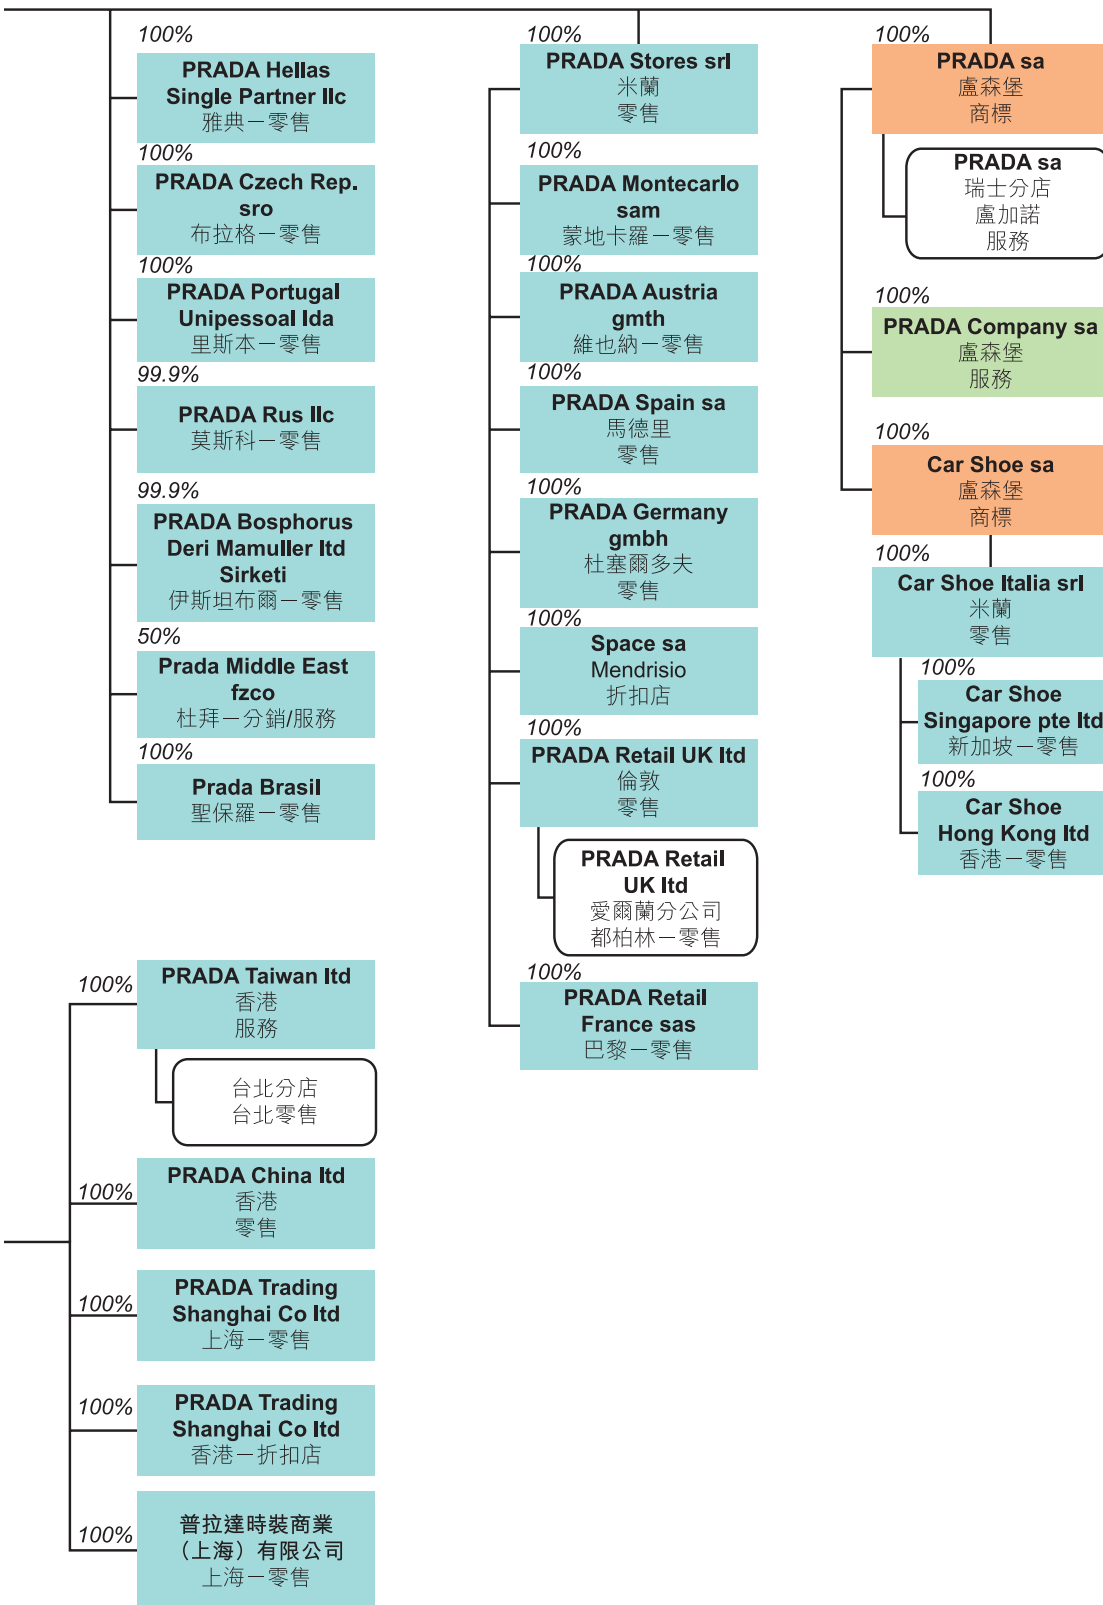 100%
PRADA Hellas
Single Partner llc
雅典－零售
100%
PRADA Czech Rep.
sro
布拉格－零售
100%
PRADA Portugal
Unipessoal lda
里斯本－零售
99.9%
PRADA Rus llc
莫斯科－零售
99.9%
PRADA Bosphorus
Deri Mamuller ltd
Sirketi
伊斯坦布爾－零售
50%
Prada Middle East
fzco
杜拜－分銷/服務
100%
Prada Brasil
聖保羅－零售
100%
PRADA Stores srl
米蘭
零售
100%
PRADA Montecarlo
sam
蒙地卡羅－零售
100%
PRADA Austria
gmth
維也納－零售
100%
PRADA Spain sa
馬德里
零售
100%
PRADA Germany
gmbh
杜塞爾多夫
零售
100%
Space sa
Mendrisio
折扣店
100%
PRADA Retail UK ltd
倫敦
零售
PRADA Retail
UK ltd
愛爾蘭分公司
都柏林－零售
100%
PRADA Retail
France sas
巴黎－零售
100%
PRADA sa
盧森堡
商標
PRADA sa
瑞士分店
盧加諾
服務
100%
PRADA Company sa
盧森堡
服務
100%
Car Shoe sa
盧森堡
商標
100%
Car Shoe Italia srl
米蘭
零售
100%
Car Shoe
Singapore pte ltd
新加坡－零售
100%
Car Shoe
Hong Kong ltd
香港－零售
100%
PRADA Taiwan ltd
香港
服務
台北分店
台北零售
100%
PRADA China ltd
香港
零售
100%
PRADA Trading
Shanghai Co ltd
上海－零售
100%
PRADA Trading
Shanghai Co ltd
香港－折扣店
100%
普拉達時裝商業
（上海）有限公司
上海－零售